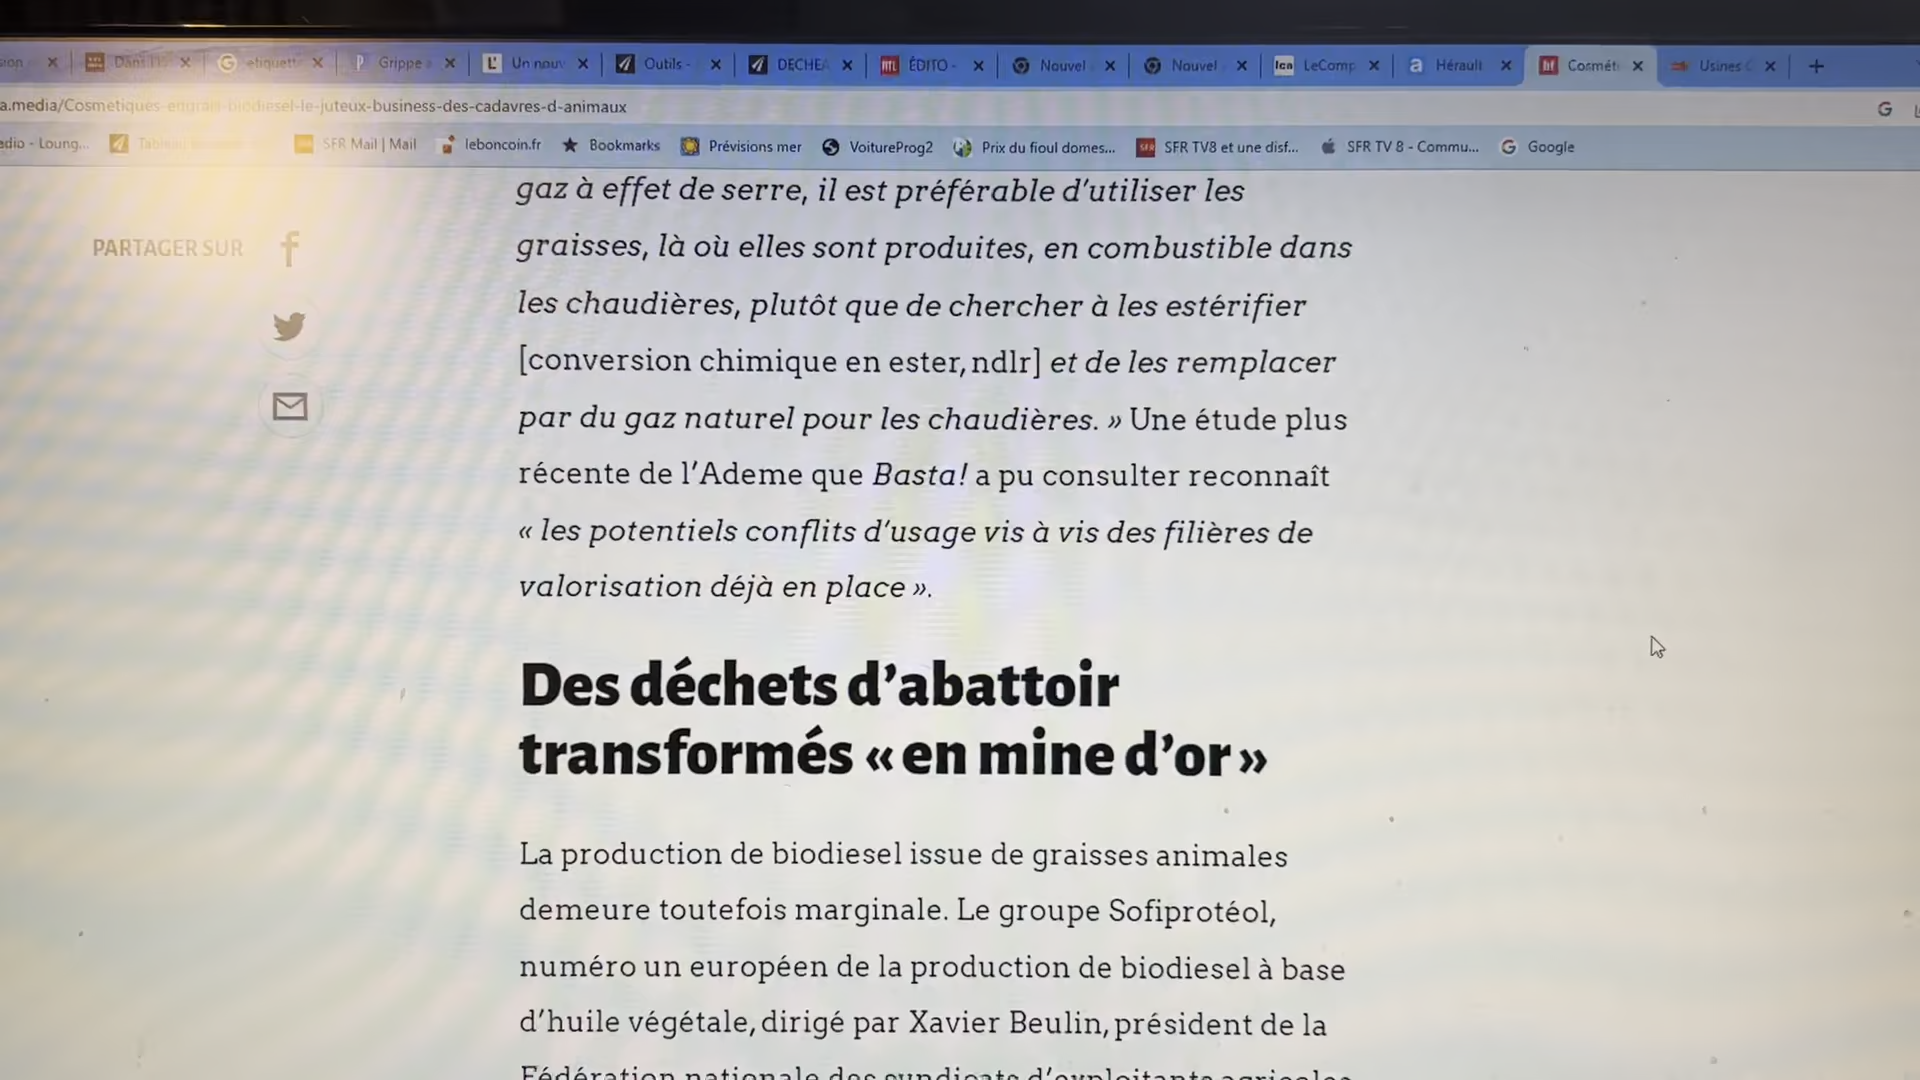 Dans l'Is
etiquett
Grippe a
Un nouv
Outils -
DECHEA
ÉDITO -
Nouvel
Nouvel
LeComp
Hérault
Cosméti
Usines C
a.media/Cosmetiques-engrais-biodiesel-le-juteux-business-des-cadavres-d-animaux
adio - Loung...
SFR Mail | Mail
leboncoin.fr
Bookmarks
Prévisions mer
VoitureProg2
Prix du fioul domes...
SFR TV8 et une disf...
SFR TV 8 - Commu...
Google
PARTAGER SUR
gaz à effet de serre, il est préférable d’utiliser les
graisses, là où elles sont produites, en combustible dans
les chaudières, plutôt que de chercher à les estérifier
[conversion chimique en ester, ndlr] et de les remplacer
par du gaz naturel pour les chaudières. » Une étude plus
récente de l’Ademe que Basta! a pu consulter reconnaît
« les potentiels conflits d’usage vis à vis des filières de
valorisation déjà en place ».
Des déchets d’abattoir
transformés « en mine d’or »
La production de biodiesel issue de graisses animales
demeure toutefois marginale. Le groupe Sofiprotéol,
numéro un européen de la production de biodiesel à base
d’huile végétale, dirigé par Xavier Beulin, président de la
Fédération nationale des syndicats d’exploitants agricoles